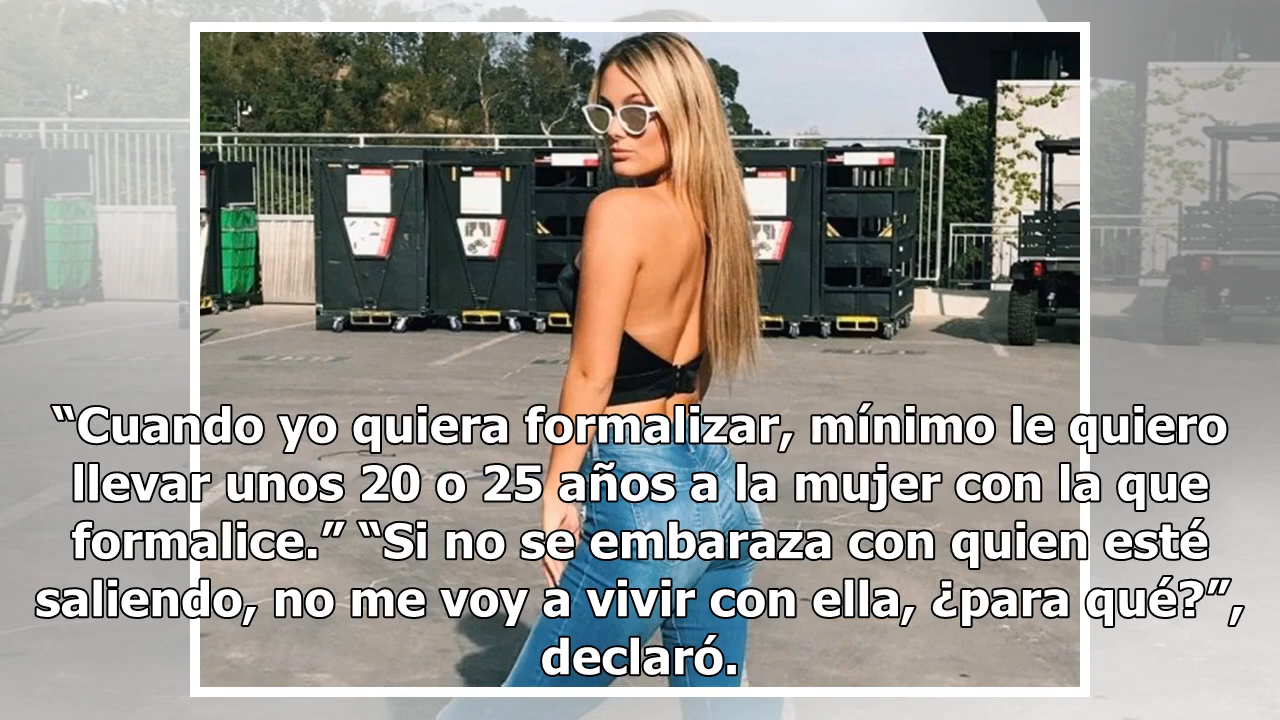 “Cuando yo quiera formalizar, mínimo le quiero
llevar unos 20 o 25 años a la mujer con la que
formalice.” “Si no se embaraza con quien esté
saliendo, no me voy a vivir con ella, ¿para qué?”,
declaró.